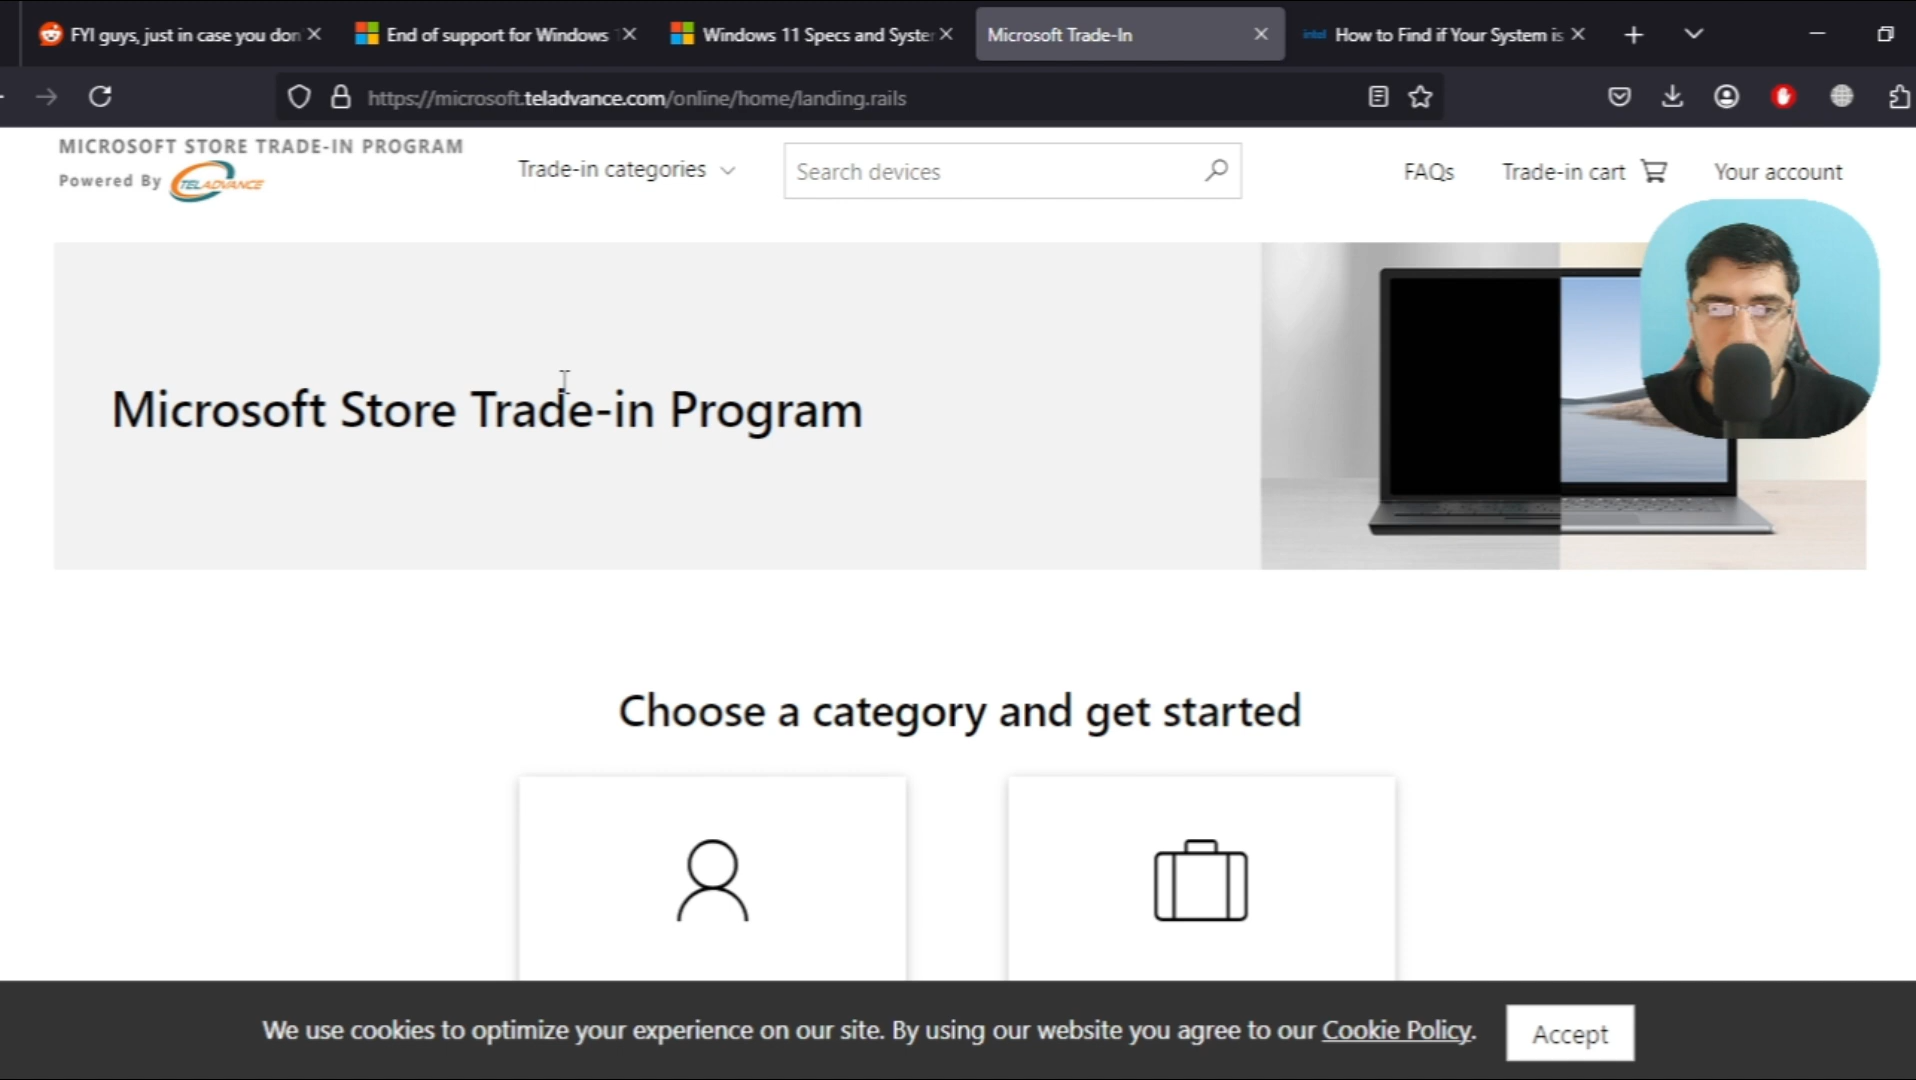 FYI guys, just in case you don
End of support for Windows 1
Windows 11 Specs and Syster
Microsoft Trade-In
intel How to Find if Your System is
https://microsoft.teladvance.com/online/home/landing.rails
MICROSOFT STORE TRADE-IN PROGRAM
Powered By TELADVANCE
Trade-in categories
Search devices
FAQs
Trade-in cart
Your account
Microsoft Store Trade-in Program
Choose a category and get started
We use cookies to optimize your experience on our site. By using our website you agree to our Cookie Policy.
Accept